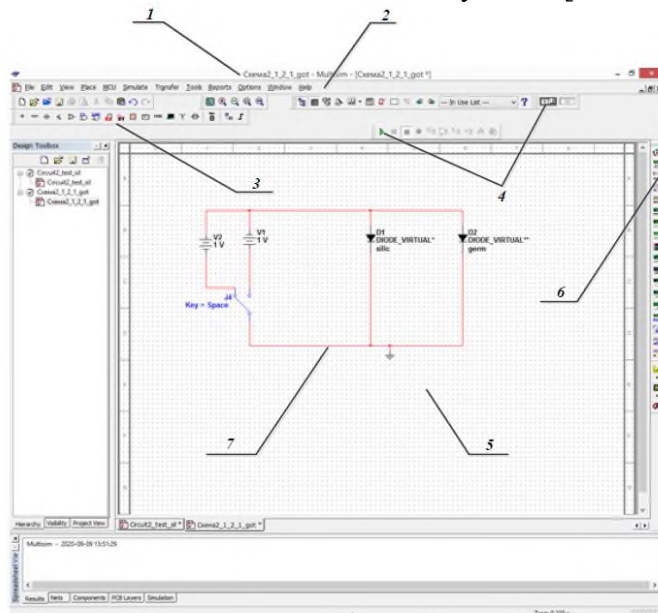 1
2
Схема2_1_2_1_got - Multisim - [Схема2_1_2_1_got *]
File Edit View Place MCU Simulate Transfer Tools Reports Options Window Help
--- In Use List ---
3
4
Design Toolbox
Circuit2_test_sil
Circuit2_test_sil
Схема2_1_2_1_got
Схема2_1_2_1_got
V2
1 V
V1
1 V
D1
DIODE_VIRTUAL*
silic
D2
DIODE_VIRTUAL**
germ
J4
Key = Space
6
7
5
Hierarchy Visibility Project View
Circuit2_test_sil * Схема2_1_2_1_got *
Multisim - 2020-09-09 13:51:29
Spreadsheet View
Results Nets Components PCB Layers Simulation